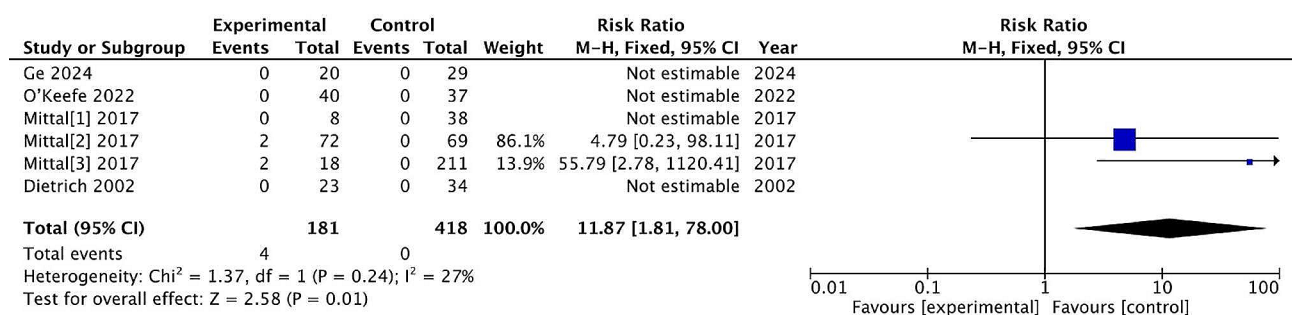 Experimental Control Risk Ratio Risk Ratio
Study or Subgroup Events Total Events Total Weight M-H, Fixed, 95% CI Year M-H, Fixed, 95% CI
Ge 2024 0 20 0 29 Not estimable 2024
O'Keefe 2022 0 40 0 37 Not estimable 2022
Mittal[1] 2017 0 8 0 38 Not estimable 2017
Mittal[2] 2017 2 72 0 69 86.1% 4.79 [0.23, 98.11] 2017
Mittal[3] 2017 2 18 0 211 13.9% 55.79 [2.78, 1120.41] 2017
Dietrich 2002 0 23 0 34 Not estimable 2002
Total (95% CI) 181 418 100.0% 11.87 [1.81, 78.00]
Total events 4 0
Heterogeneity: Chi² = 1.37, df = 1 (P = 0.24); I² = 27%
Test for overall effect: Z = 2.58 (P = 0.01)
0.01 0.1 1 10 100
Favours [experimental] Favours [control]